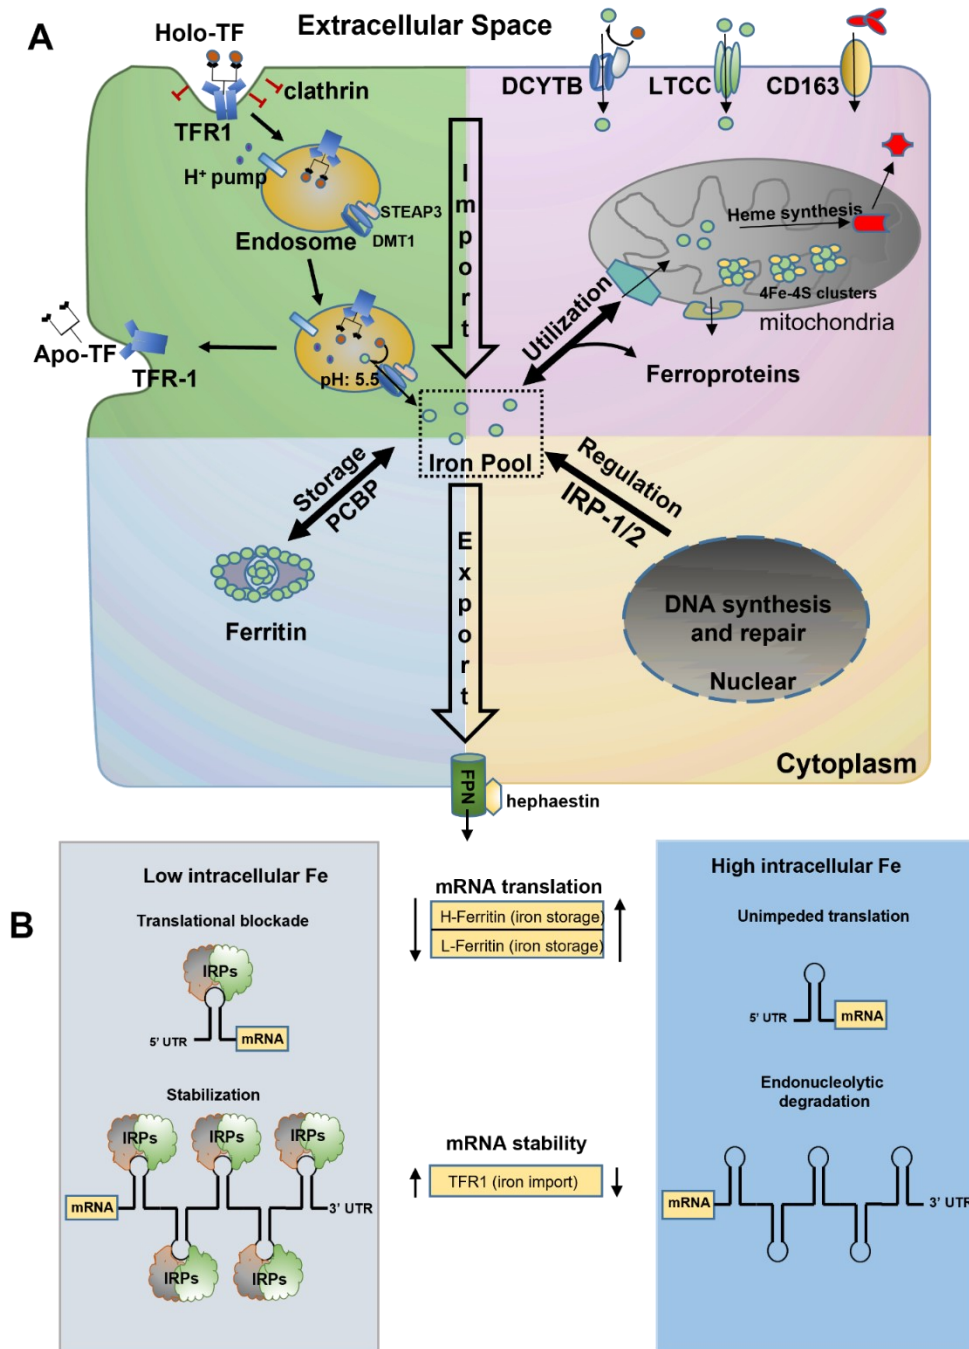 A
Extracellular Space
Holo-TF
clathrin
TFR1
H+ pump
STEAP3
DMT1
Endosome
pH: 5.5
Apo-TF
TFR-1
Import
DCYTB
LTCC
CD163
Heme synthesis
4Fe-4S clusters
mitochondria
Utilization
Ferroproteins
Iron Pool
Storage
PCBP
Ferritin
Regulation
IRP-1/2
Export
DNA synthesis
and repair
Nuclear
Cytoplasm
FPN
hephaestin
B
Low intracellular Fe
Translational blockade
IRPs
5' UTR
mRNA
Stabilization
IRPs
IRPs
IRPs
mRNA
3' UTR
IRPs
IRPs
mRNA translation
H-Ferritin (iron storage)
L-Ferritin (iron storage)
mRNA stability
TFR1 (iron import)
High intracellular Fe
Unimpeded translation
5' UTR
mRNA
Endonucleolytic
degradation
mRNA
3' UTR